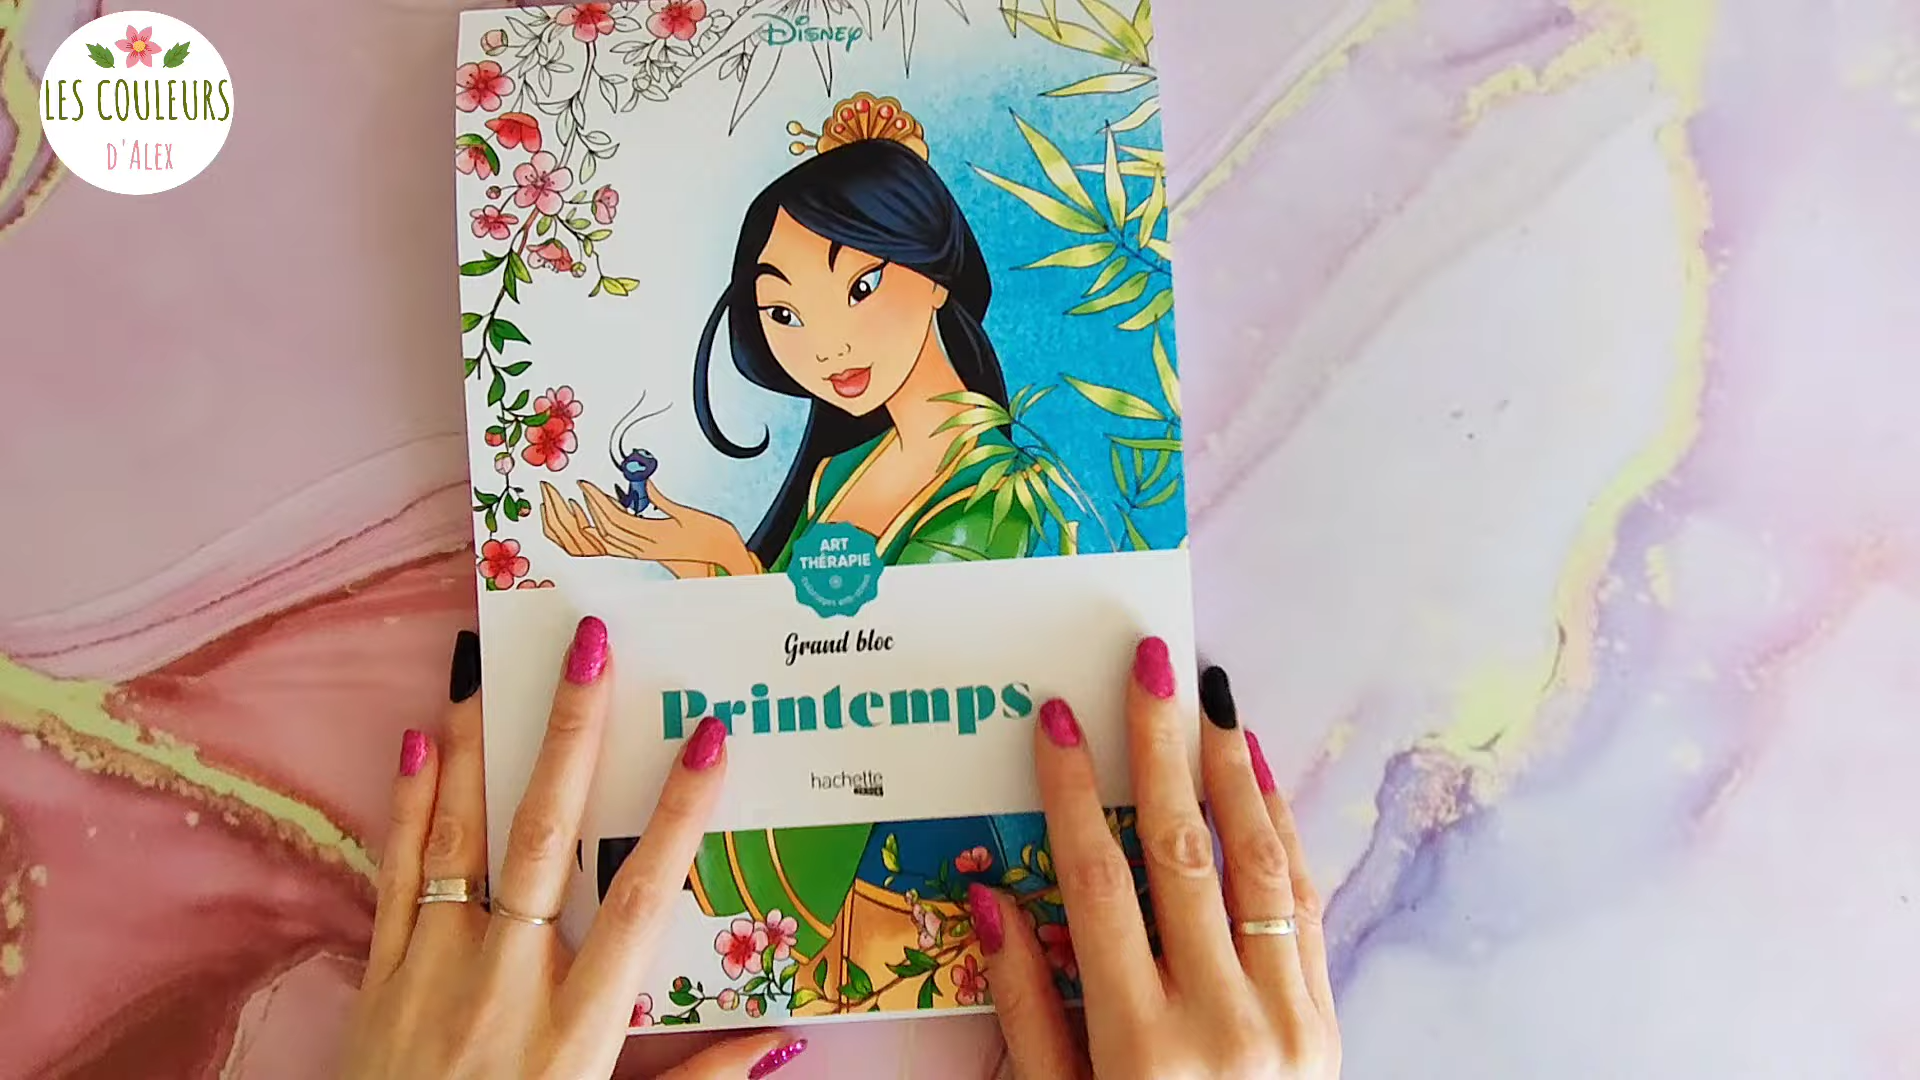 LES COULEURS
D'ALEX
DISNEY
ART
THÉRAPIE
Grand bloc
Printemps
hachette